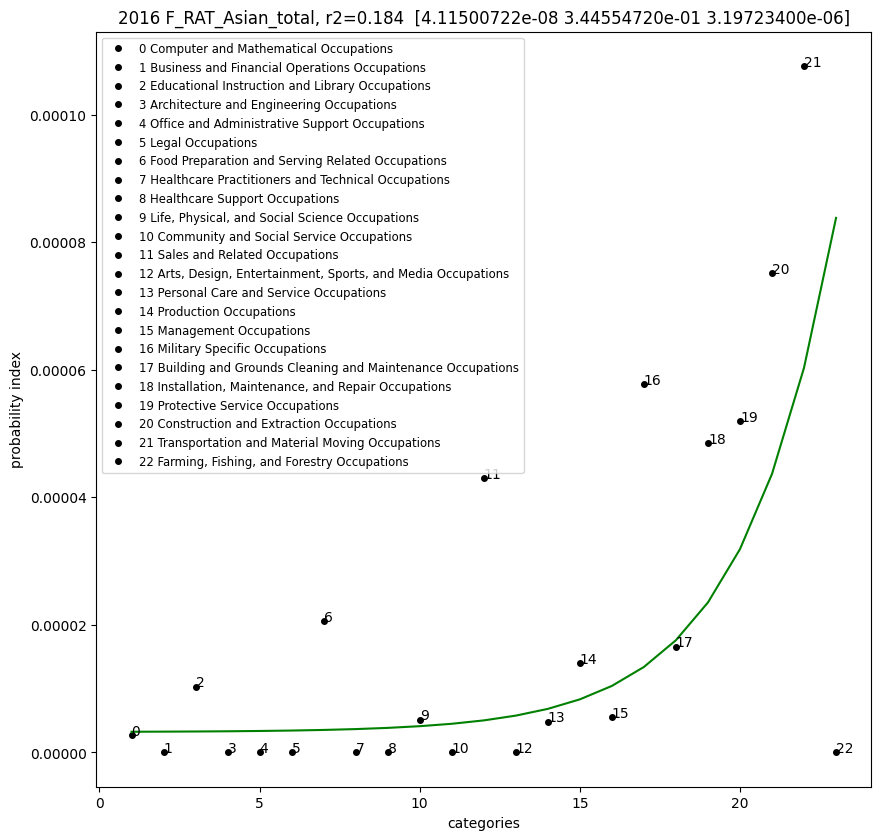 2016 F_RAT_Asian_total, r2=0.184  [4.11500722e-08 3.44554720e-01 3.19723400e-06]
0 Computer and Mathematical Occupations
1 Business and Financial Operations Occupations
2 Educational Instruction and Library Occupations
3 Architecture and Engineering Occupations
4 Office and Administrative Support Occupations
5 Legal Occupations
6 Food Preparation and Serving Related Occupations
7 Healthcare Practitioners and Technical Occupations
8 Healthcare Support Occupations
9 Life, Physical, and Social Science Occupations
10 Community and Social Service Occupations
11 Sales and Related Occupations
12 Arts, Design, Entertainment, Sports, and Media Occupations
13 Personal Care and Service Occupations
14 Production Occupations
15 Management Occupations
16 Military Specific Occupations
17 Building and Grounds Cleaning and Maintenance Occupations
18 Installation, Maintenance, and Repair Occupations
19 Protective Service Occupations
20 Construction and Extraction Occupations
21 Transportation and Material Moving Occupations
22 Farming, Fishing, and Forestry Occupations
probability index
0.00010
0.00008
0.00006
0.00004
0.00002
0.00000
0
1
2
3
4
5
6
7
8
9
10
11
12
13
14
15
16
17
18
19
20
21
22
0
5
10
15
20
categories